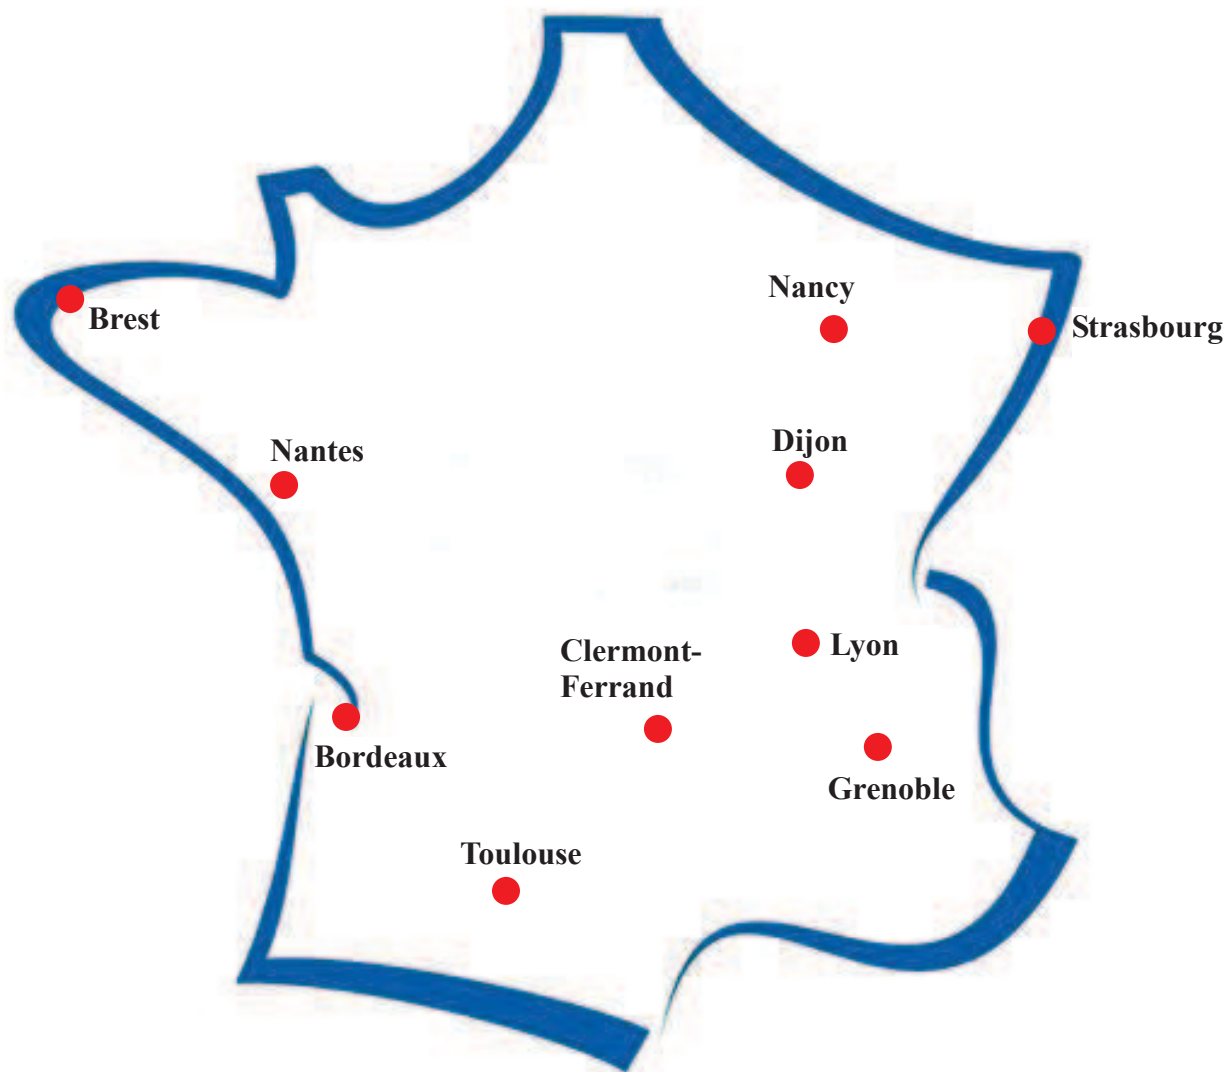 Nancy
Brest
Strasbourg
Nantes
Dijon
Clermont-
Ferrand
Lyon
Bordeaux
Grenoble
Toulouse